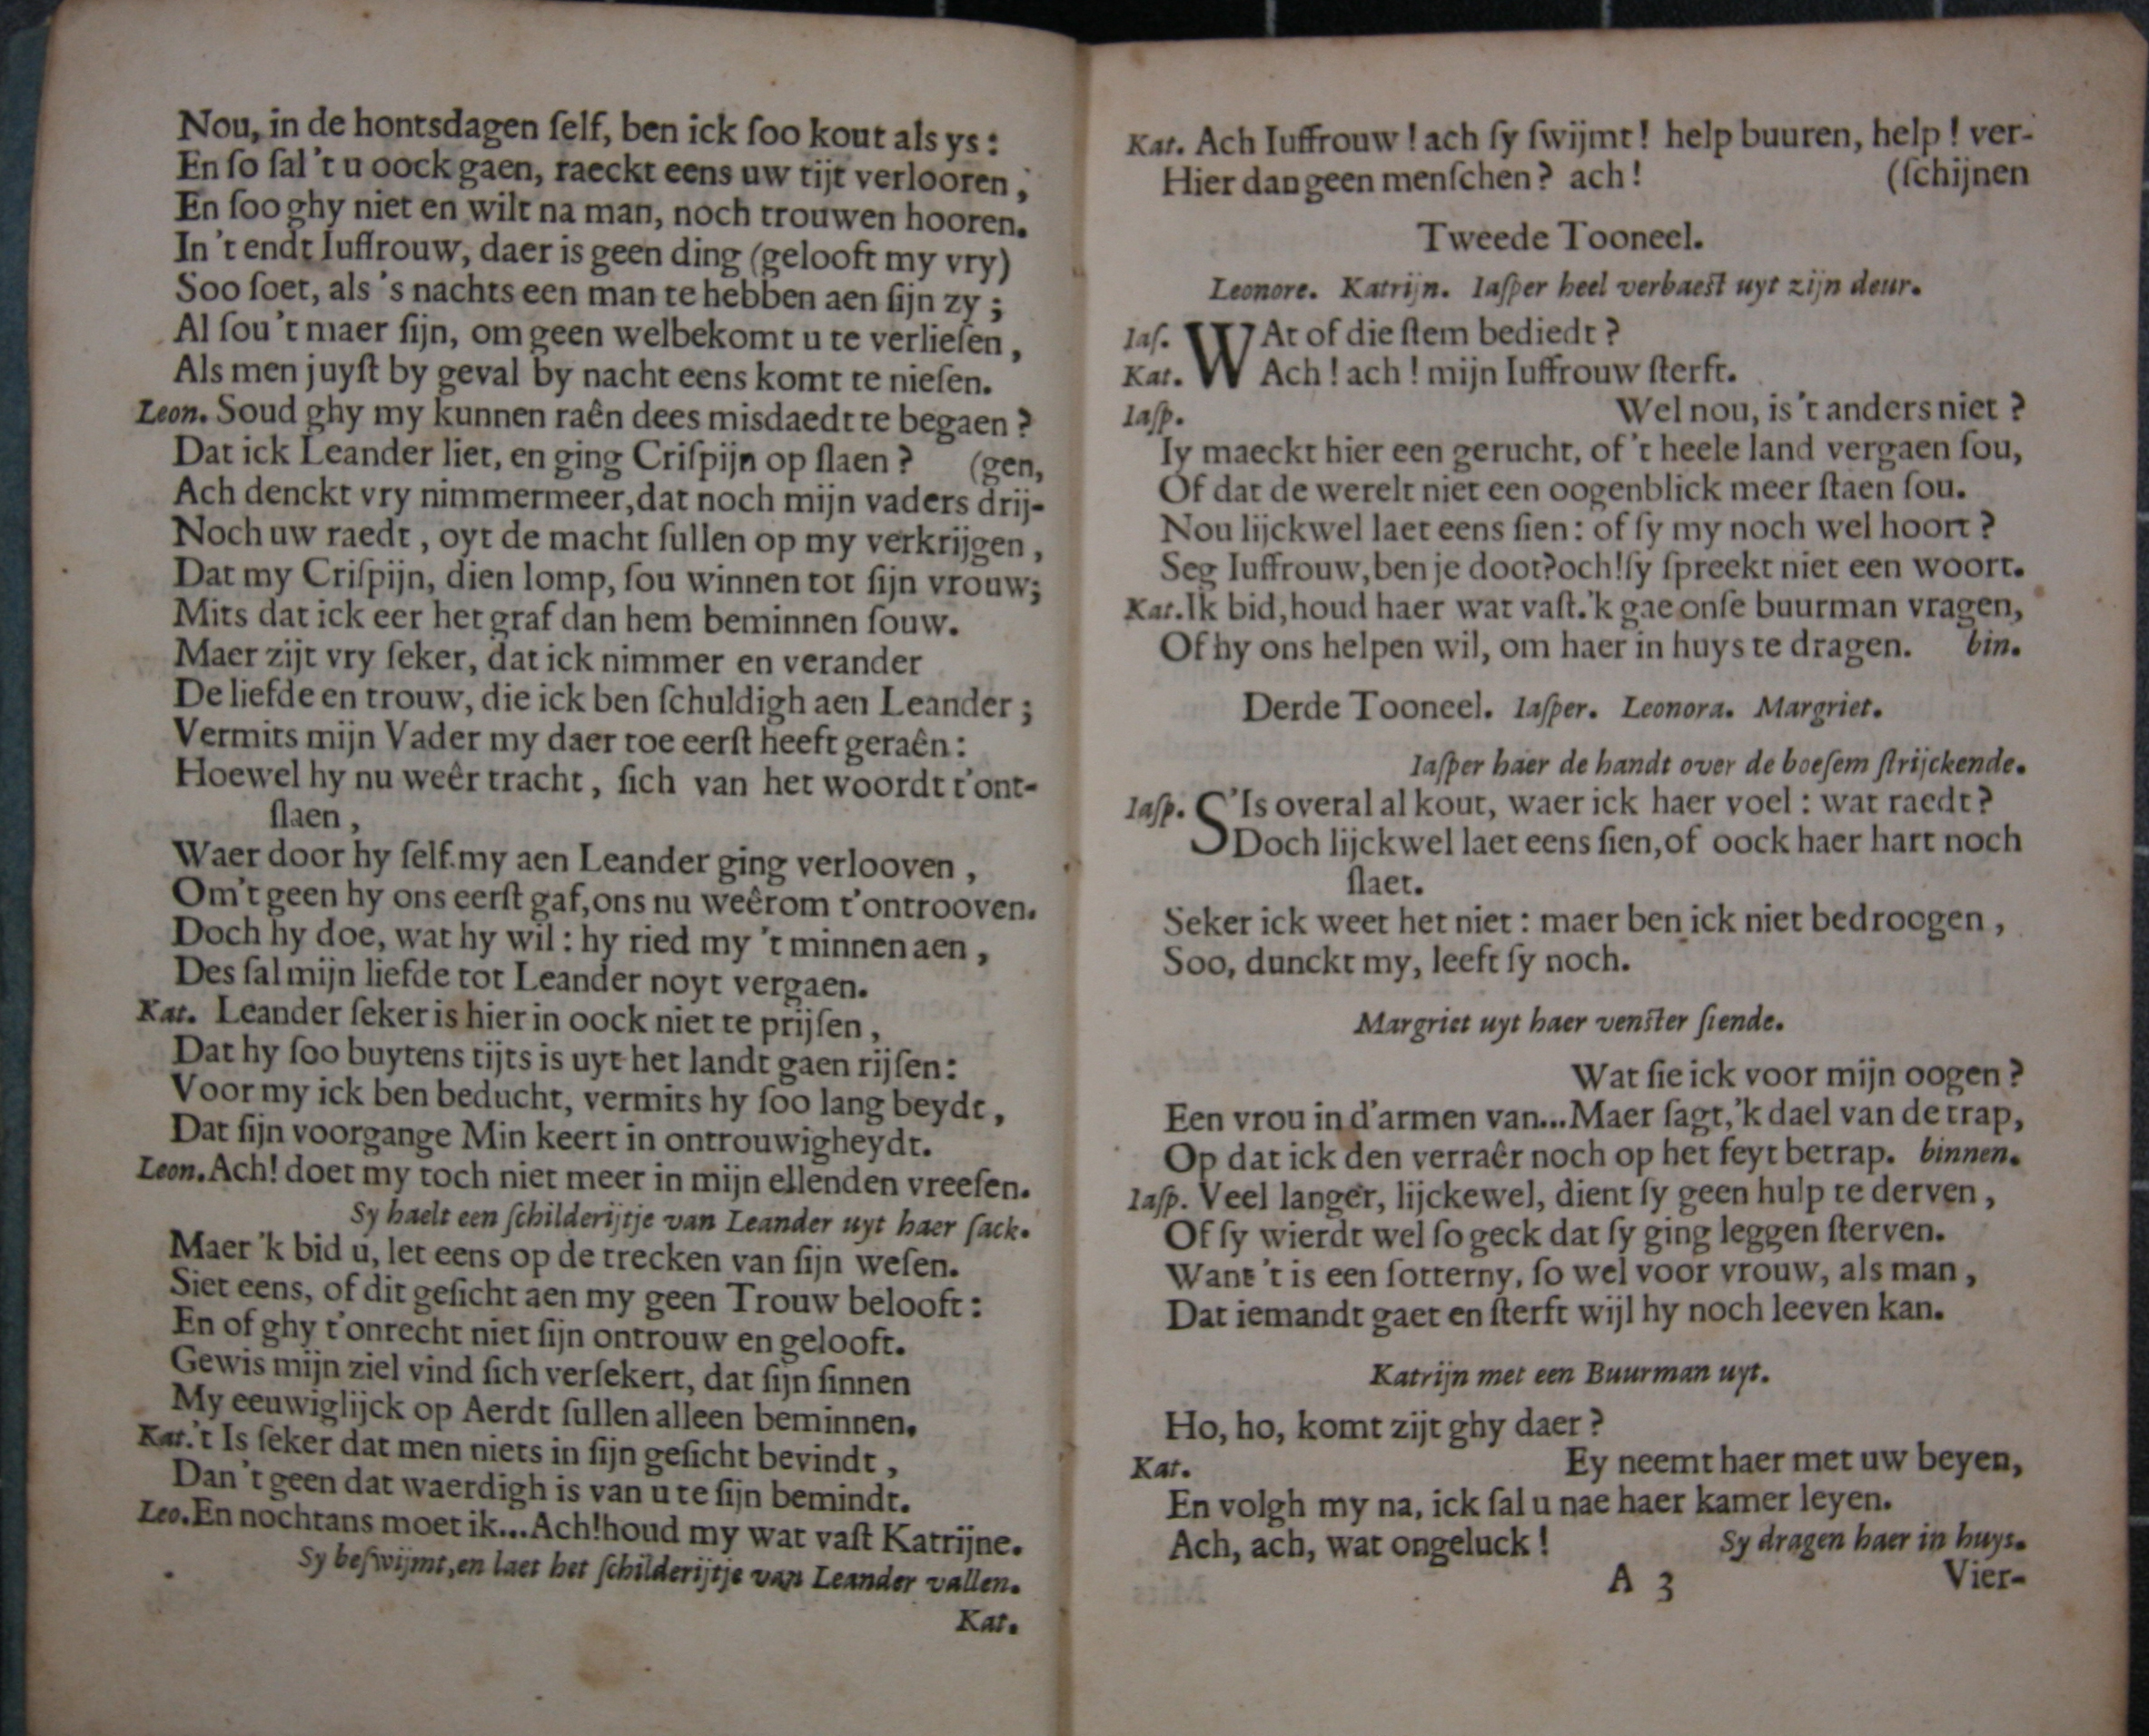 Nou, in de hontsdagen ſelf, ben ick ſoo kout als ys:
En ſo ſal 't u oock gaen, raeckt eens uw tijt verlooren,
En ſoo ghy niet en wilt na man, noch trouwen hooren.
In 't endt Iuffrouw, daer is geen ding (gelooft my vry)
Soo ſoet, als 's nachts een man te hebben aen ſijn zy;
Al ſou 't maer ſijn, om geen welbekomt u te verlieſen,
Als men juyſt by geval by nacht eens komt te nieſen.
Leon. Soud ghy my kunnen raên dees misdaedt te begaen?
Dat ick Leander liet, en ging Criſpijn op ſlaen? (gen,
Ach denckt vry nimmermeer, dat noch mijn vaders drij-
Noch uw raedt, oyt de macht ſullen op my verkrijgen,
Dat my Criſpijn, dien lomp, ſou winnen tot ſijn vrouw;
Mits dat ick eer het graf dan hem beminnen ſouw.
Maer zijt vry ſeker, dat ick nimmer en verander
De liefde en trouw, die ick ben ſchuldigh aen Leander;
Vermits mijn Vader my daer toe eerſt heeft geraên:
Hoewel hy nu weêr tracht, ſich van het woordt t'ont-
ſlaen,
Waer door hy ſelf my aen Leander ging verlooven,
Om't geen hy ons eerſt gaf, ons nu weêrom t'ontrooven.
Doch hy doe, wat hy wil: hy ried my 't minnen aen,
Des ſal mijn liefde tot Leander noyt vergaen.
Kat. Leander ſeker is hier in oock niet te prijſen,
Dat hy ſoo buytens tijts is uyt het landt gaen rijſen:
Voor my ick ben beducht, vermits hy ſoo lang beydt,
Dat ſijn voorgange Min keert in ontrouwigheydt.
Leon. Ach! doet my toch niet meer in mijn ellenden vreeſen.
Sy haelt een ſchilderijtje van Leander uyt haer ſack.
Maer 'k bid u, let eens op de trecken van ſijn weſen.
Siet eens, of dit geſicht aen my geen Trouw belooft:
En of ghy t'onrecht niet ſijn ontrouw en gelooft.
Gewis mijn ziel vind ſich verſekert, dat ſijn ſinnen
My eeuwiglijck op Aerdt ſullen alleen beminnen.
Kat. 't Is ſeker dat men niets in ſijn geſicht bevindt,
Dan 't geen dat waerdigh is van u te ſijn bemindt.
Leo. En nochtans moet ik...Ach! houd my wat vaſt Katrijne.
Sy beſwijmt, en laet het ſchilderijtje van Leander vallen.
Kat.
Kat. Ach Iuffrouw! ach ſy ſwijmt! help buuren, help! ver-
Hier dan geen menſchen? ach! (ſchijnen
Tweede Tooneel.
Leonore. Katrijn. Iaſper heel verbaeſt uyt zijn deur.
Iaſ. WAt of die ſtem bediedt?
Kat. Ach! ach! mijn Iuffrouw ſterft.
Iaſp. Wel nou, is 't anders niet?
Iy maeckt hier een gerucht, of 't heele land vergaen ſou,
Of dat de werelt niet een oogenblick meer ſtaen ſou.
Nou lijckwel laet eens ſien: of ſy my noch wel hoort?
Seg Iuffrouw, ben je doot? och! ſy ſpreekt niet een woort.
Kat. Ik bid, houd haer wat vaſt. 'k gae onſe buurman vragen,
Of hy ons helpen wil, om haer in huys te dragen. bin.
Derde Tooneel. Iaſper. Leonora. Margriet.
Iaſper haer de handt over de boeſem ſtrijckende.
Iaſp. S'Is overal al kout, waer ick haer voel: wat raedt?
Doch lijckwel laet eens ſien, of oock haer hart noch
ſlaet.
Seker ick weet het niet: maer ben ick niet bedroogen,
Soo, dunckt my, leeft ſy noch.
Margriet uyt haer venſter ſiende.
Wat ſie ick voor mijn oogen?
Een vrou in d'armen van...Maer ſagt, 'k dael van de trap,
Op dat ick den verraêr noch op het feyt betrap. binnen.
Iaſp. Veel langer, lijckewel, dient ſy geen hulp te derven,
Of ſy wierdt wel ſo geck dat ſy ging leggen ſterven.
Want 't is een ſotterny, ſo wel voor vrouw, als man,
Dat iemandt gaet en ſterft wijl hy noch leeven kan.
Katrijn met een Buurman uyt.
Ho, ho, komt zijt ghy daer?
Kat. Ey neemt haer met uw beyen,
En volgh my na, ick ſal u nae haer kamer leyen.
Ach, ach, wat ongeluck! Sy dragen haer in huys.
A 3 Vier-